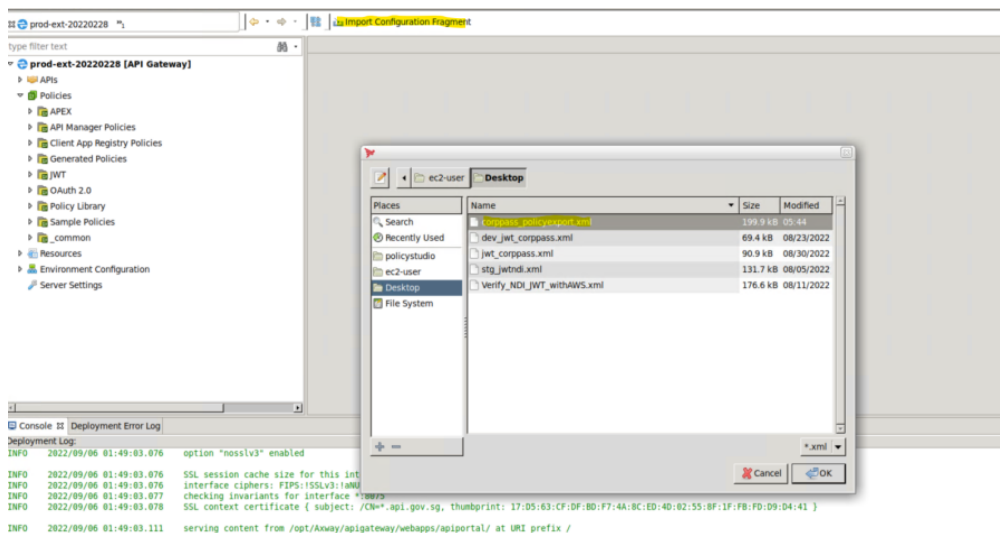 prod-ext-20220228
Import Configuration Fragment
type filter text
prod-ext-20220228 [API Gateway]
APIs
Policies
APEX
API Manager Policies
Client App Registry Policies
Generated Policies
JWT
OAuth 2.0
Policy Library
Sample Policies
_common
Resources
Environment Configuration
Server Settings
ec2-user Desktop
Places Name Size Modified
Search corppass_policyexport.xml 199.9 kB 05:44
Recently Used dev_jwt_corppass.xml 69.4 kB 08/23/2022
policystudio jwt_corppass.xml 90.9 kB 08/30/2022
ec2-user stg_jwtndi.xml 131.7 kB 08/05/2022
Desktop Verify_NDI_JWT_withAWS.xml 176.6 kB 08/11/2022
File System
*.xml
Cancel OK
Console Deployment Error Log
Deployment Log:
INFO 2022/09/06 01:49:03.076 option "nosslv3" enabled
INFO 2022/09/06 01:49:03.076 SSL session cache size for this int
INFO 2022/09/06 01:49:03.076 interface ciphers: FIPS:!SSLv3:!aNU
INFO 2022/09/06 01:49:03.077 checking invariants for interface *:8075
INFO 2022/09/06 01:49:03.078 SSL context certificate { subject: /CN=*.api.gov.sg, thumbprint: 17:D5:63:CF:DF:BD:F7:4A:8C:ED:4D:02:55:8F:1F:FB:FD:D9:D4:41 }
INFO 2022/09/06 01:49:03.111 serving content from /opt/Axway/apigateway/webapps/apiportal/ at URI prefix /